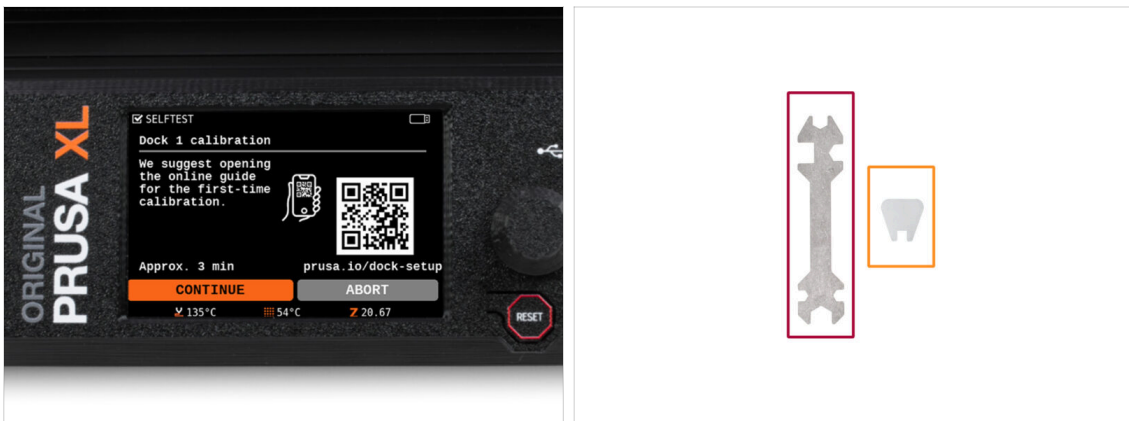 ORIGINAL
PRUSA XL
SELFTEST
Dock 1 calibration
We suggest opening
the online guide
for the first-time
calibration.
Approx. 3 min
prusa.io/dock-setup
CONTINUE
ABORT
135°C
54°C
Z 20.67
RESET